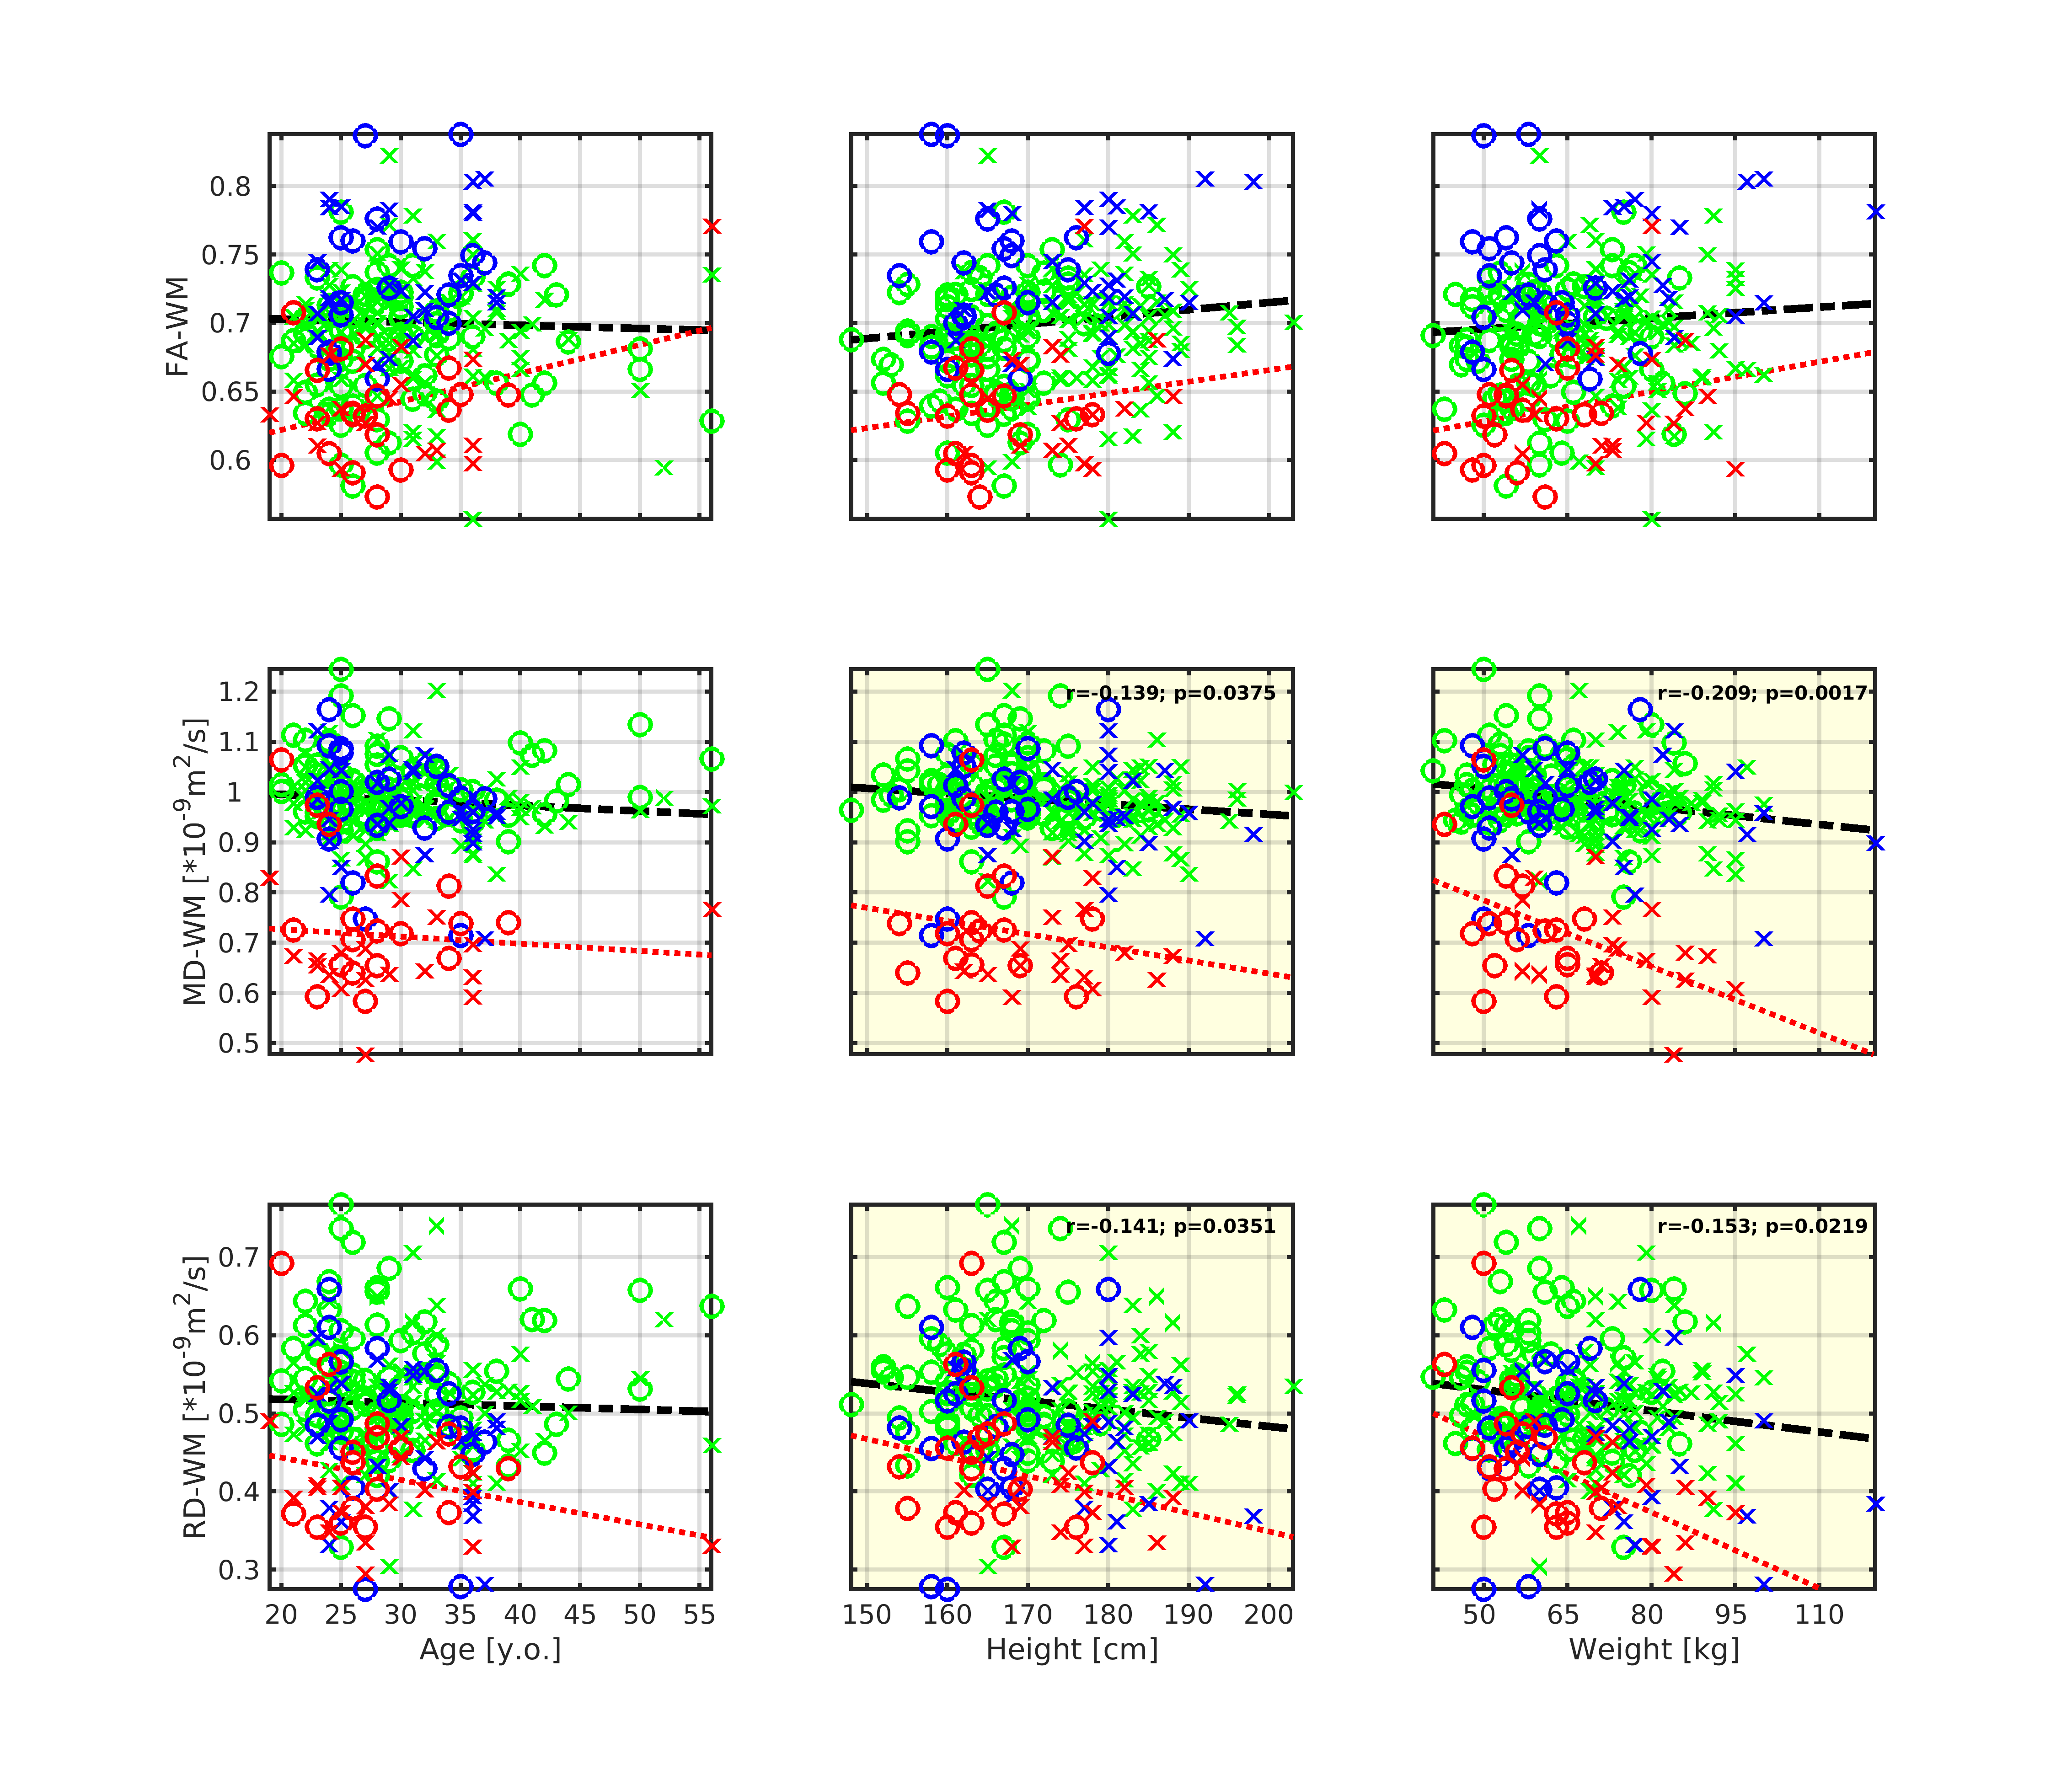 FA-WM
0.8
0.75
0.7
0.65
0.6
MD-WM [*10-9m2/s]
1.2
1.1
1
0.9
0.8
0.7
0.6
0.5
r=-0.139; p=0.0375
r=-0.209; p=0.0017
RD-WM [*10-9m2/s]
0.7
0.6
0.5
0.4
0.3
r=-0.141; p=0.0351
r=-0.153; p=0.0219
20 25 30 35 40 45 50 55
150 160 170 180 190 200
50 65 80 95 110
Age [y.o.]
Height [cm]
Weight [kg]